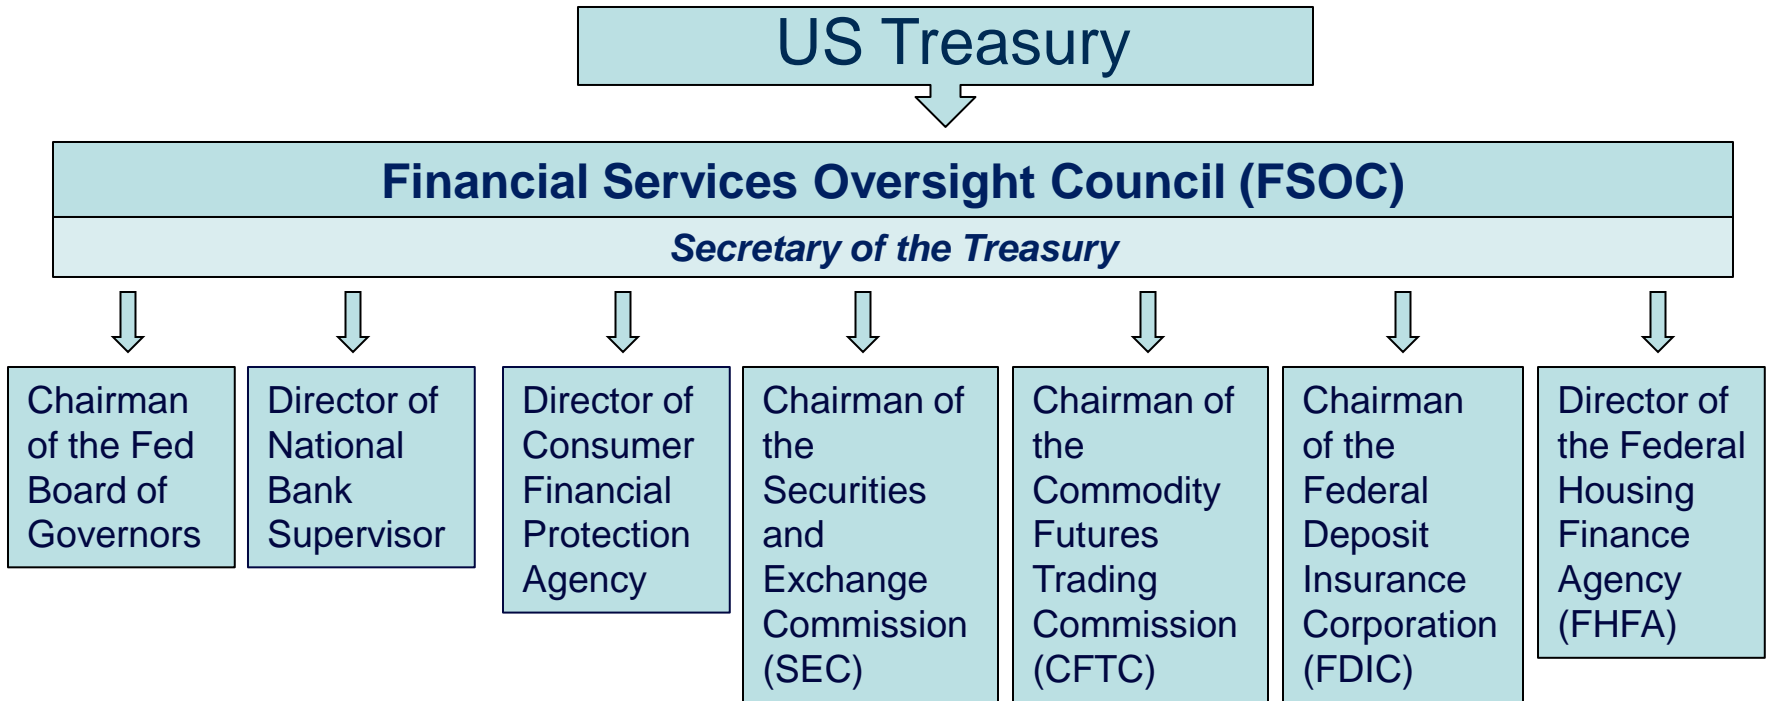 US Treasury
Financial Services Oversight Council (FSOC)
Secretary of the Treasury
Chairman
of the Fed
Board of
Governors
Director of
National
Bank
Supervisor
Director of
Consumer
Financial
Protection
Agency
Chairman of
the
Securities
and
Exchange
Commission
(SEC)
Chairman of
the
Commodity
Futures
Trading
Commission
(CFTC)
Chairman
of the
Federal
Deposit
Insurance
Corporation
(FDIC)
Director of
the Federal
Housing
Finance
Agency
(FHFA)